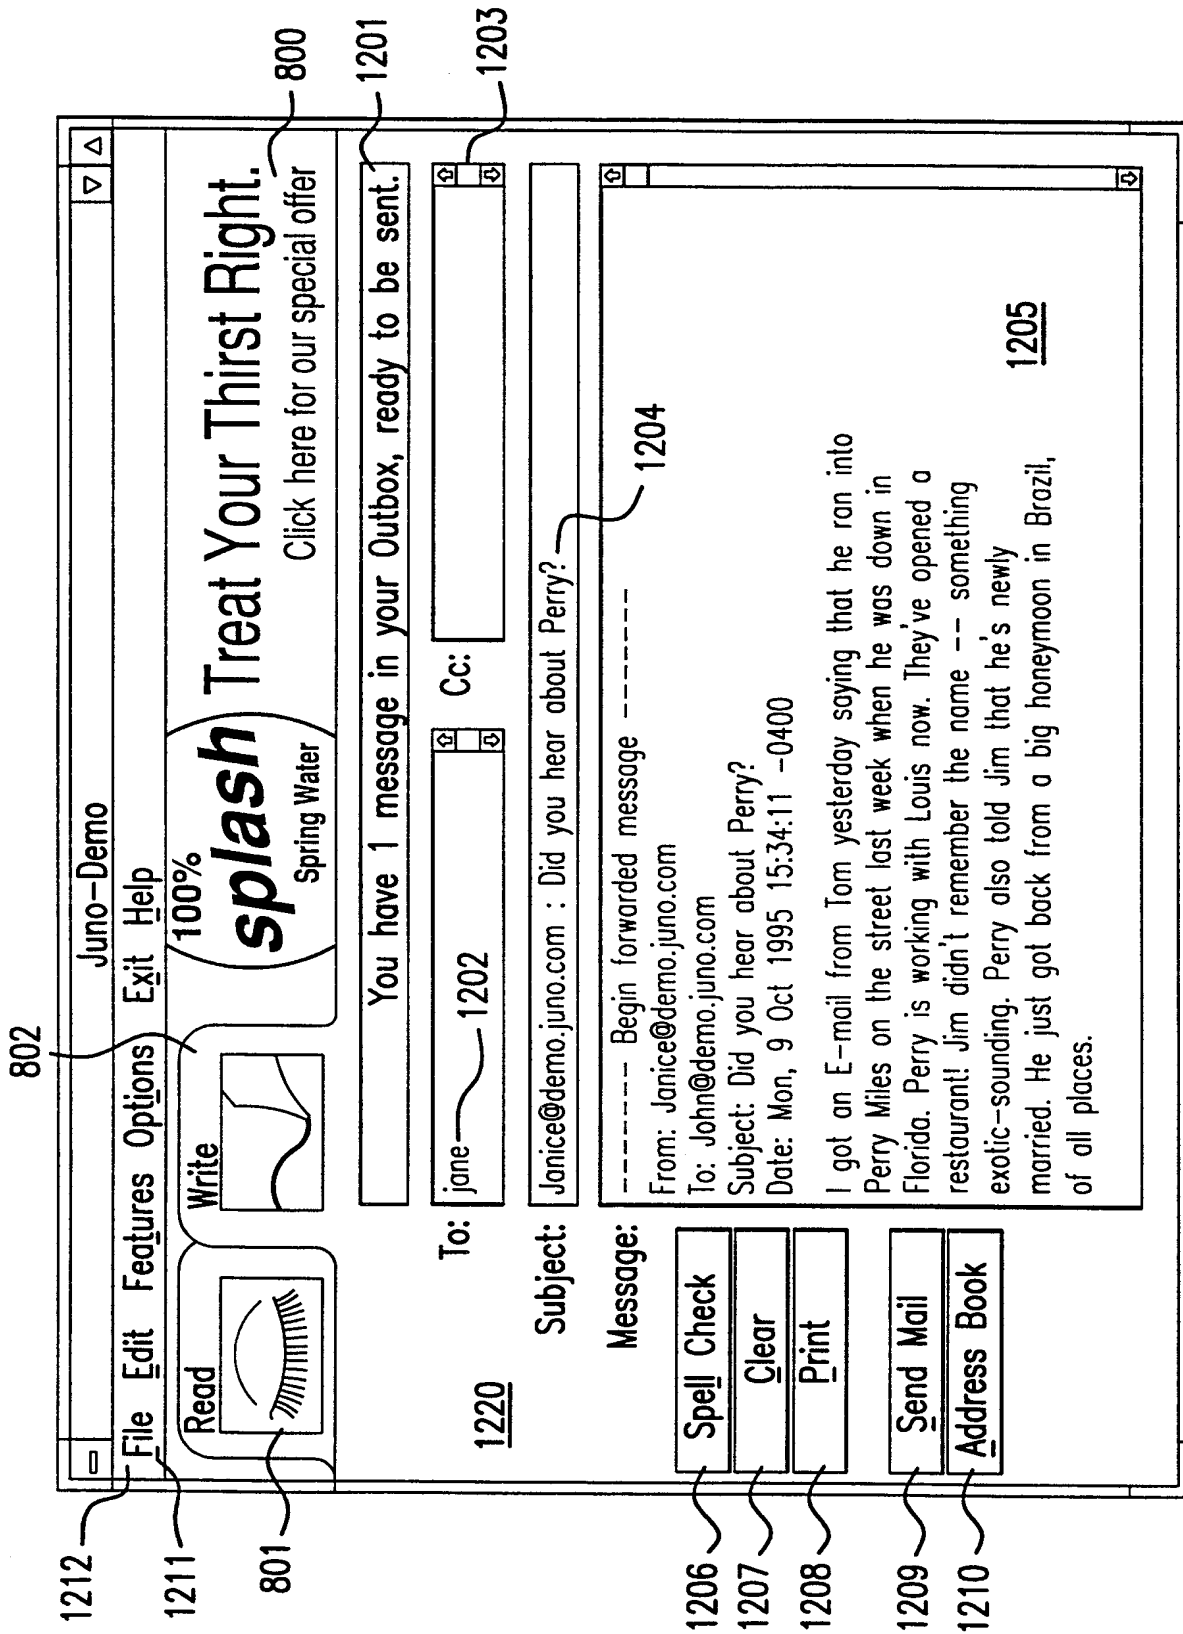 802
1212
1211
801
Juno-Demo
File Edit Features Options Exit Help
Read
Write
100%
splash
Spring Water
Treat Your Thirst Right.
Click here for our special offer
800
You have 1 message in your Outbox, ready to be sent.
1201
To: jane
1202
Cc:
1203
Subject: Janice@demo.juno.com : Did you hear about Perry?
1204
1220
Message:
-------- Begin forwarded message --------
From: Janice@demo.juno.com
To: John@demo.juno.com
Subject: Did you hear about Perry?
Date: Mon, 9 Oct 1995 15:34:11 -0400
I got an E-mail from Tom yesterday saying that he ran into
Perry Miles on the street last week when he was down in
Florida. Perry is working with Louis now. They've opened a
restaurant! Jim didn't remember the name -- something
exotic-sounding. Perry also told Jim that he's newly
married. He just got back from a big honeymoon in Brazil,
of all places.
1205
Spell Check
Clear
Print
Send Mail
Address Book
1206
1207
1208
1209
1210